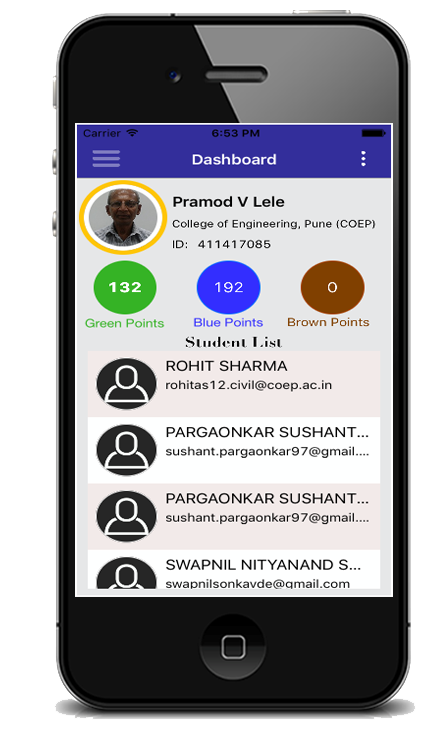 Carrier 6:53 PM
Dashboard
Pramod V Lele
College of Engineering, Pune (COEP)
ID: 411417085
132 192 0
Green Points Blue Points Brown Points
Student List
ROHIT SHARMA
rohitas12.civil@coep.ac.in
PARGAONKAR SUSHANT...
sushant.pargaonkar97@gmail....
PARGAONKAR SUSHANT...
sushant.pargaonkar97@gmail....
SWAPNIL NITYANAND S...
swapnilsonkavde@gmail.com